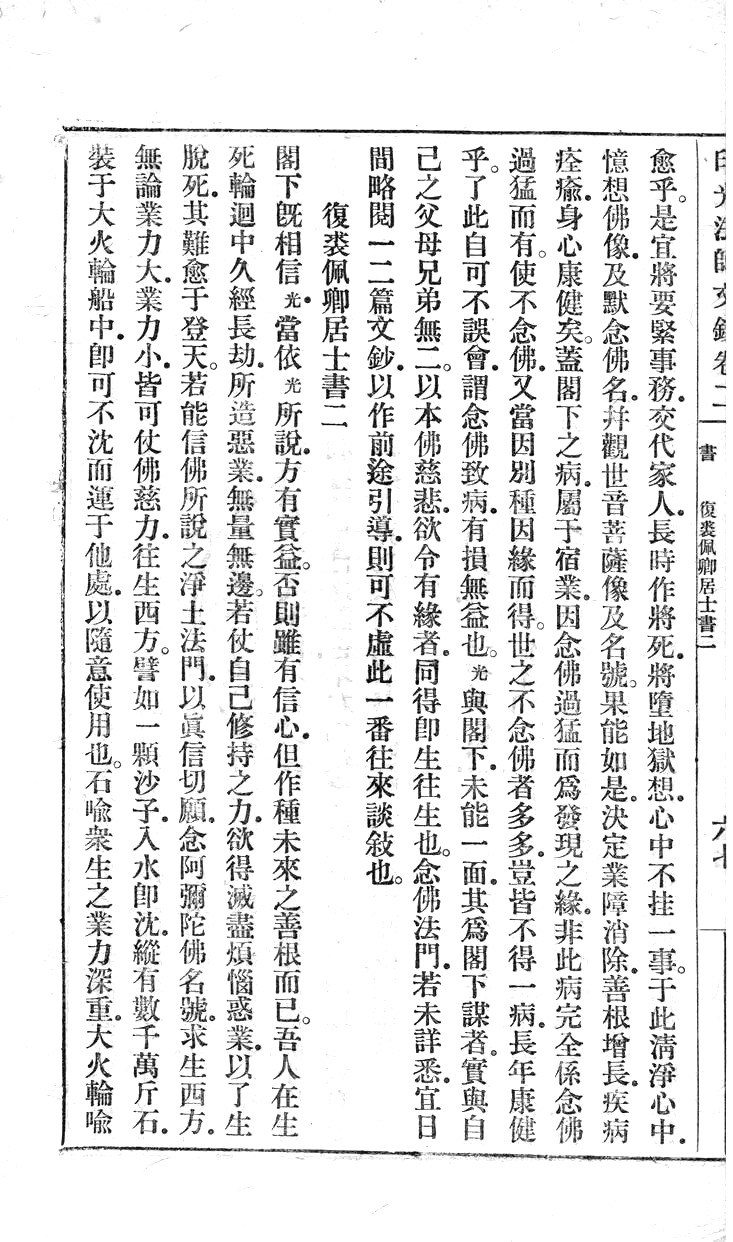 印光法師文鈔卷二　書　復裘佩卿居士書二　六七
愈乎。是宜將要緊事務.交代家人.長時作將死.將墮地獄想.心中不挂一事。于此淸淨心中.
憶想佛像.及默念佛名.幷觀世音菩薩像及名號。果能如是。決定業障消除.善根增長.疾病
痊瘉.身心康健矣。蓋閣下之病.屬于宿業.因念佛過猛而爲發現之緣。非此病完全係念佛
過猛而有。使不念佛.又當因別種因緣而得。世之不念佛者多多.豈皆不得一病.長年康健
乎。了此自可不誤會.謂念佛致病.有損無益也。光與閣下.未能一面.其爲閣下謀者.實與自
己之父母兄弟無二。以本佛慈悲.欲令有緣者.同得卽生往生也。念佛法門.若未詳悉.宜日
間略閱一二篇文鈔.以作前途引導.則可不虛此一番往來談敍也。
復裘佩卿居士書二
閣下旣相信光.當依光所說.方有實益。否則雖有信心.但作種未來之善根而已。吾人在生
死輪迴中.久經長劫.所造惡業.無量無邊。若仗自己修持之力.欲得滅盡煩惱惑業.以了生
脫死.其難愈于登天。若能信佛所說之淨土法門.以眞信切願.念阿彌陀佛名號.求生西方.
無論業力大.業力小.皆可仗佛慈力.往生西方。譬如一顆沙子.入水卽沈.縱有數千萬斤石.
裝于大火輪船中.卽可不沈.而運于他處.以隨意使用也。石喩衆生之業力深重.大火輪喩